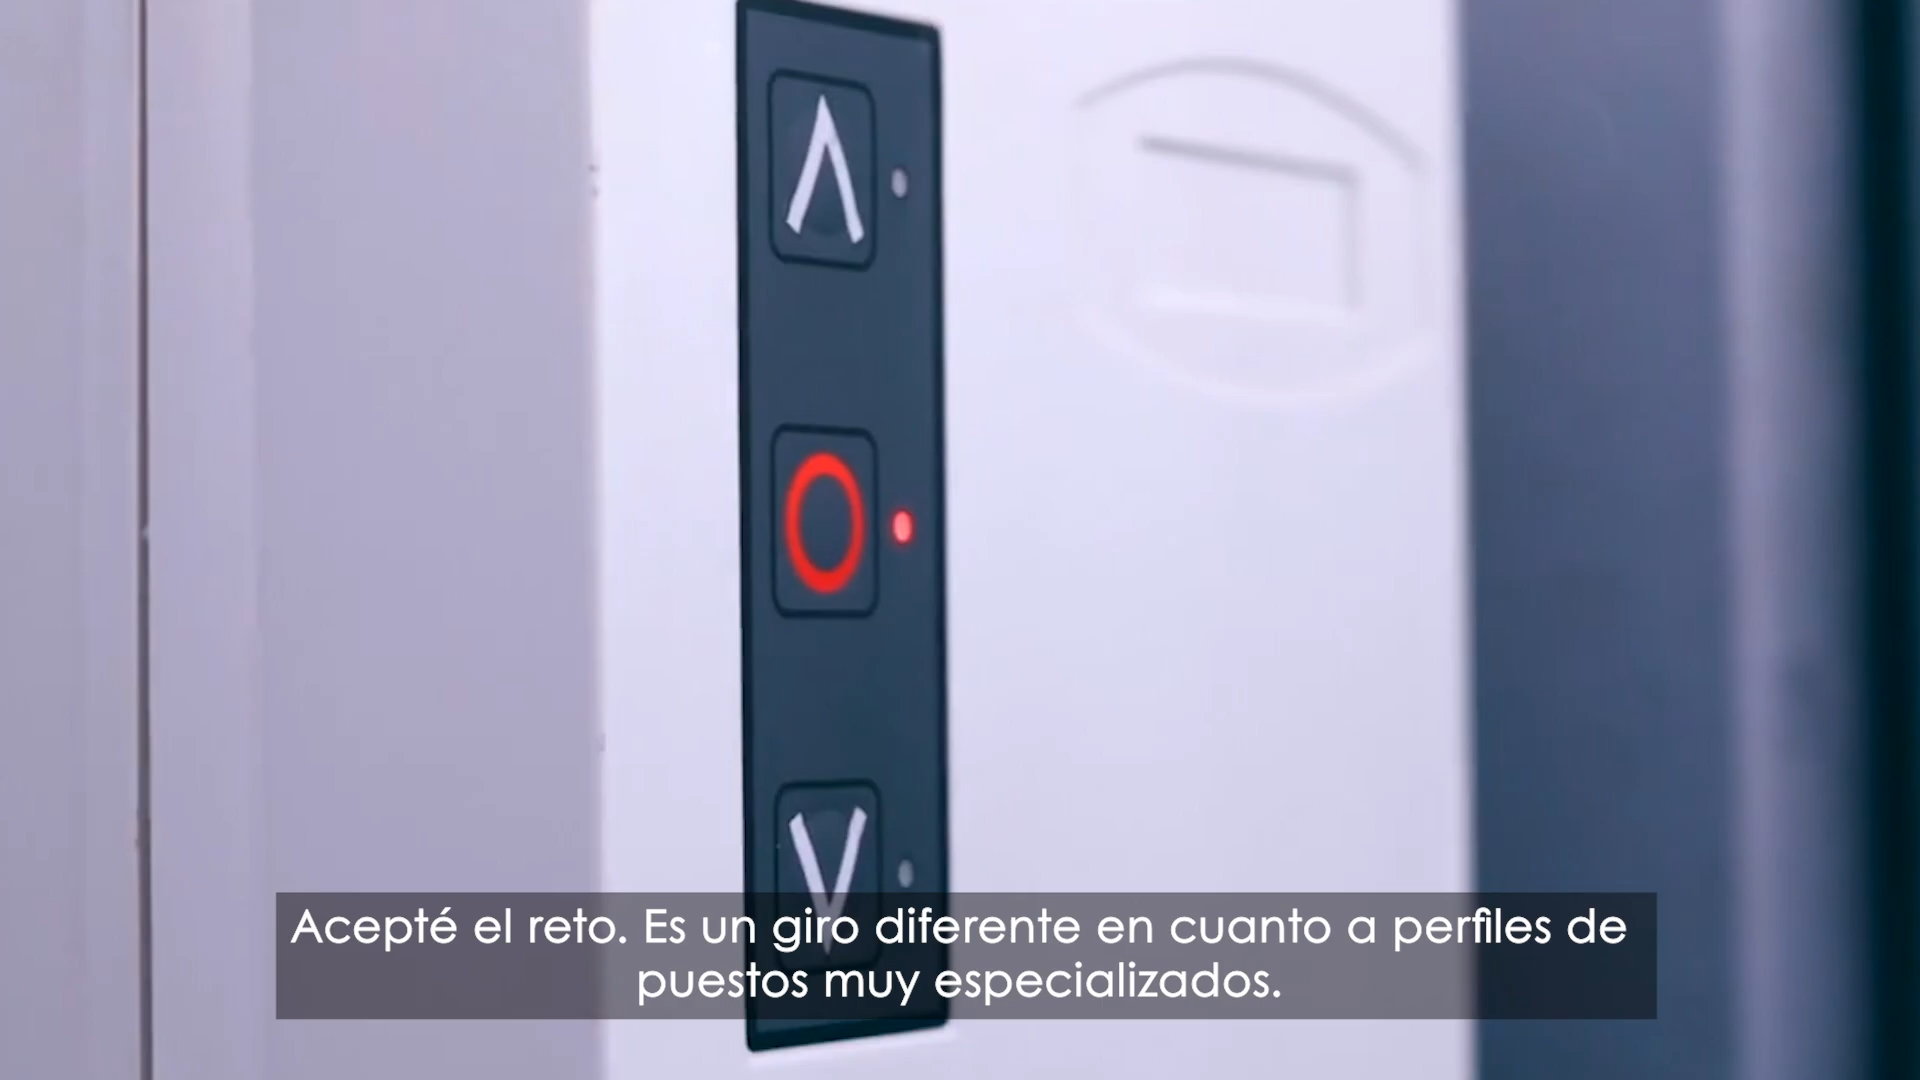 Acepté el reto. Es un giro diferente en cuanto a perfiles de
puestos muy especializados.